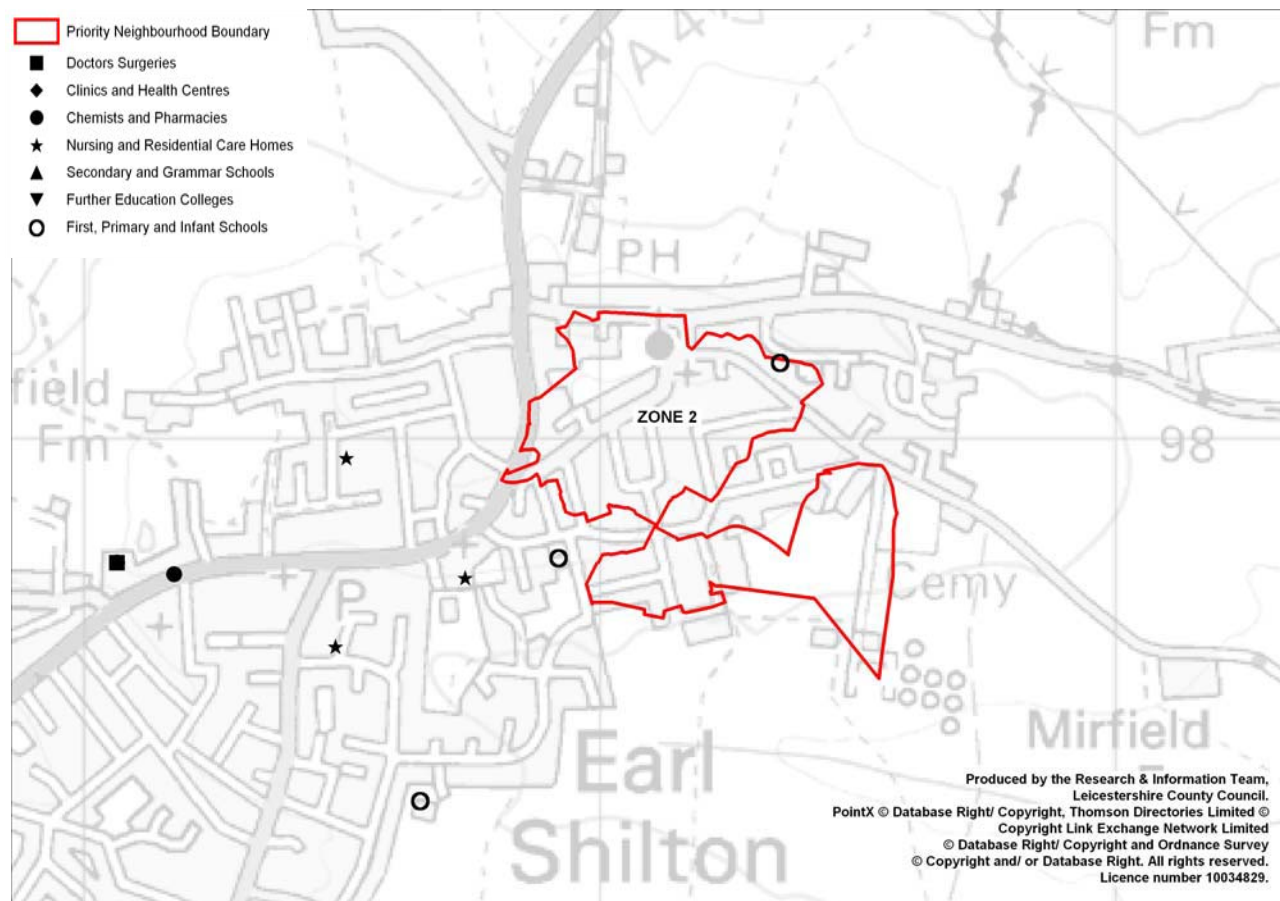 Priority Neighbourhood Boundary
Doctors Surgeries
Clinics and Health Centres
Chemists and Pharmacies
Nursing and Residential Care Homes
Secondary and Grammar Schools
Further Education Colleges
First, Primary and Infant Schools
Fm
PH
ZONE 2
field
Fm
98
P
Cemy
Mirfield
Earl
Shilton
Produced by the Research & Information Team,
Leicestershire County Council.
PointX © Database Right/ Copyright, Thomson Directories Limited ©
Copyright Link Exchange Network Limited
© Database Right/ Copyright and Ordnance Survey
© Copyright and/ or Database Right. All rights reserved.
Licence number 10034829.